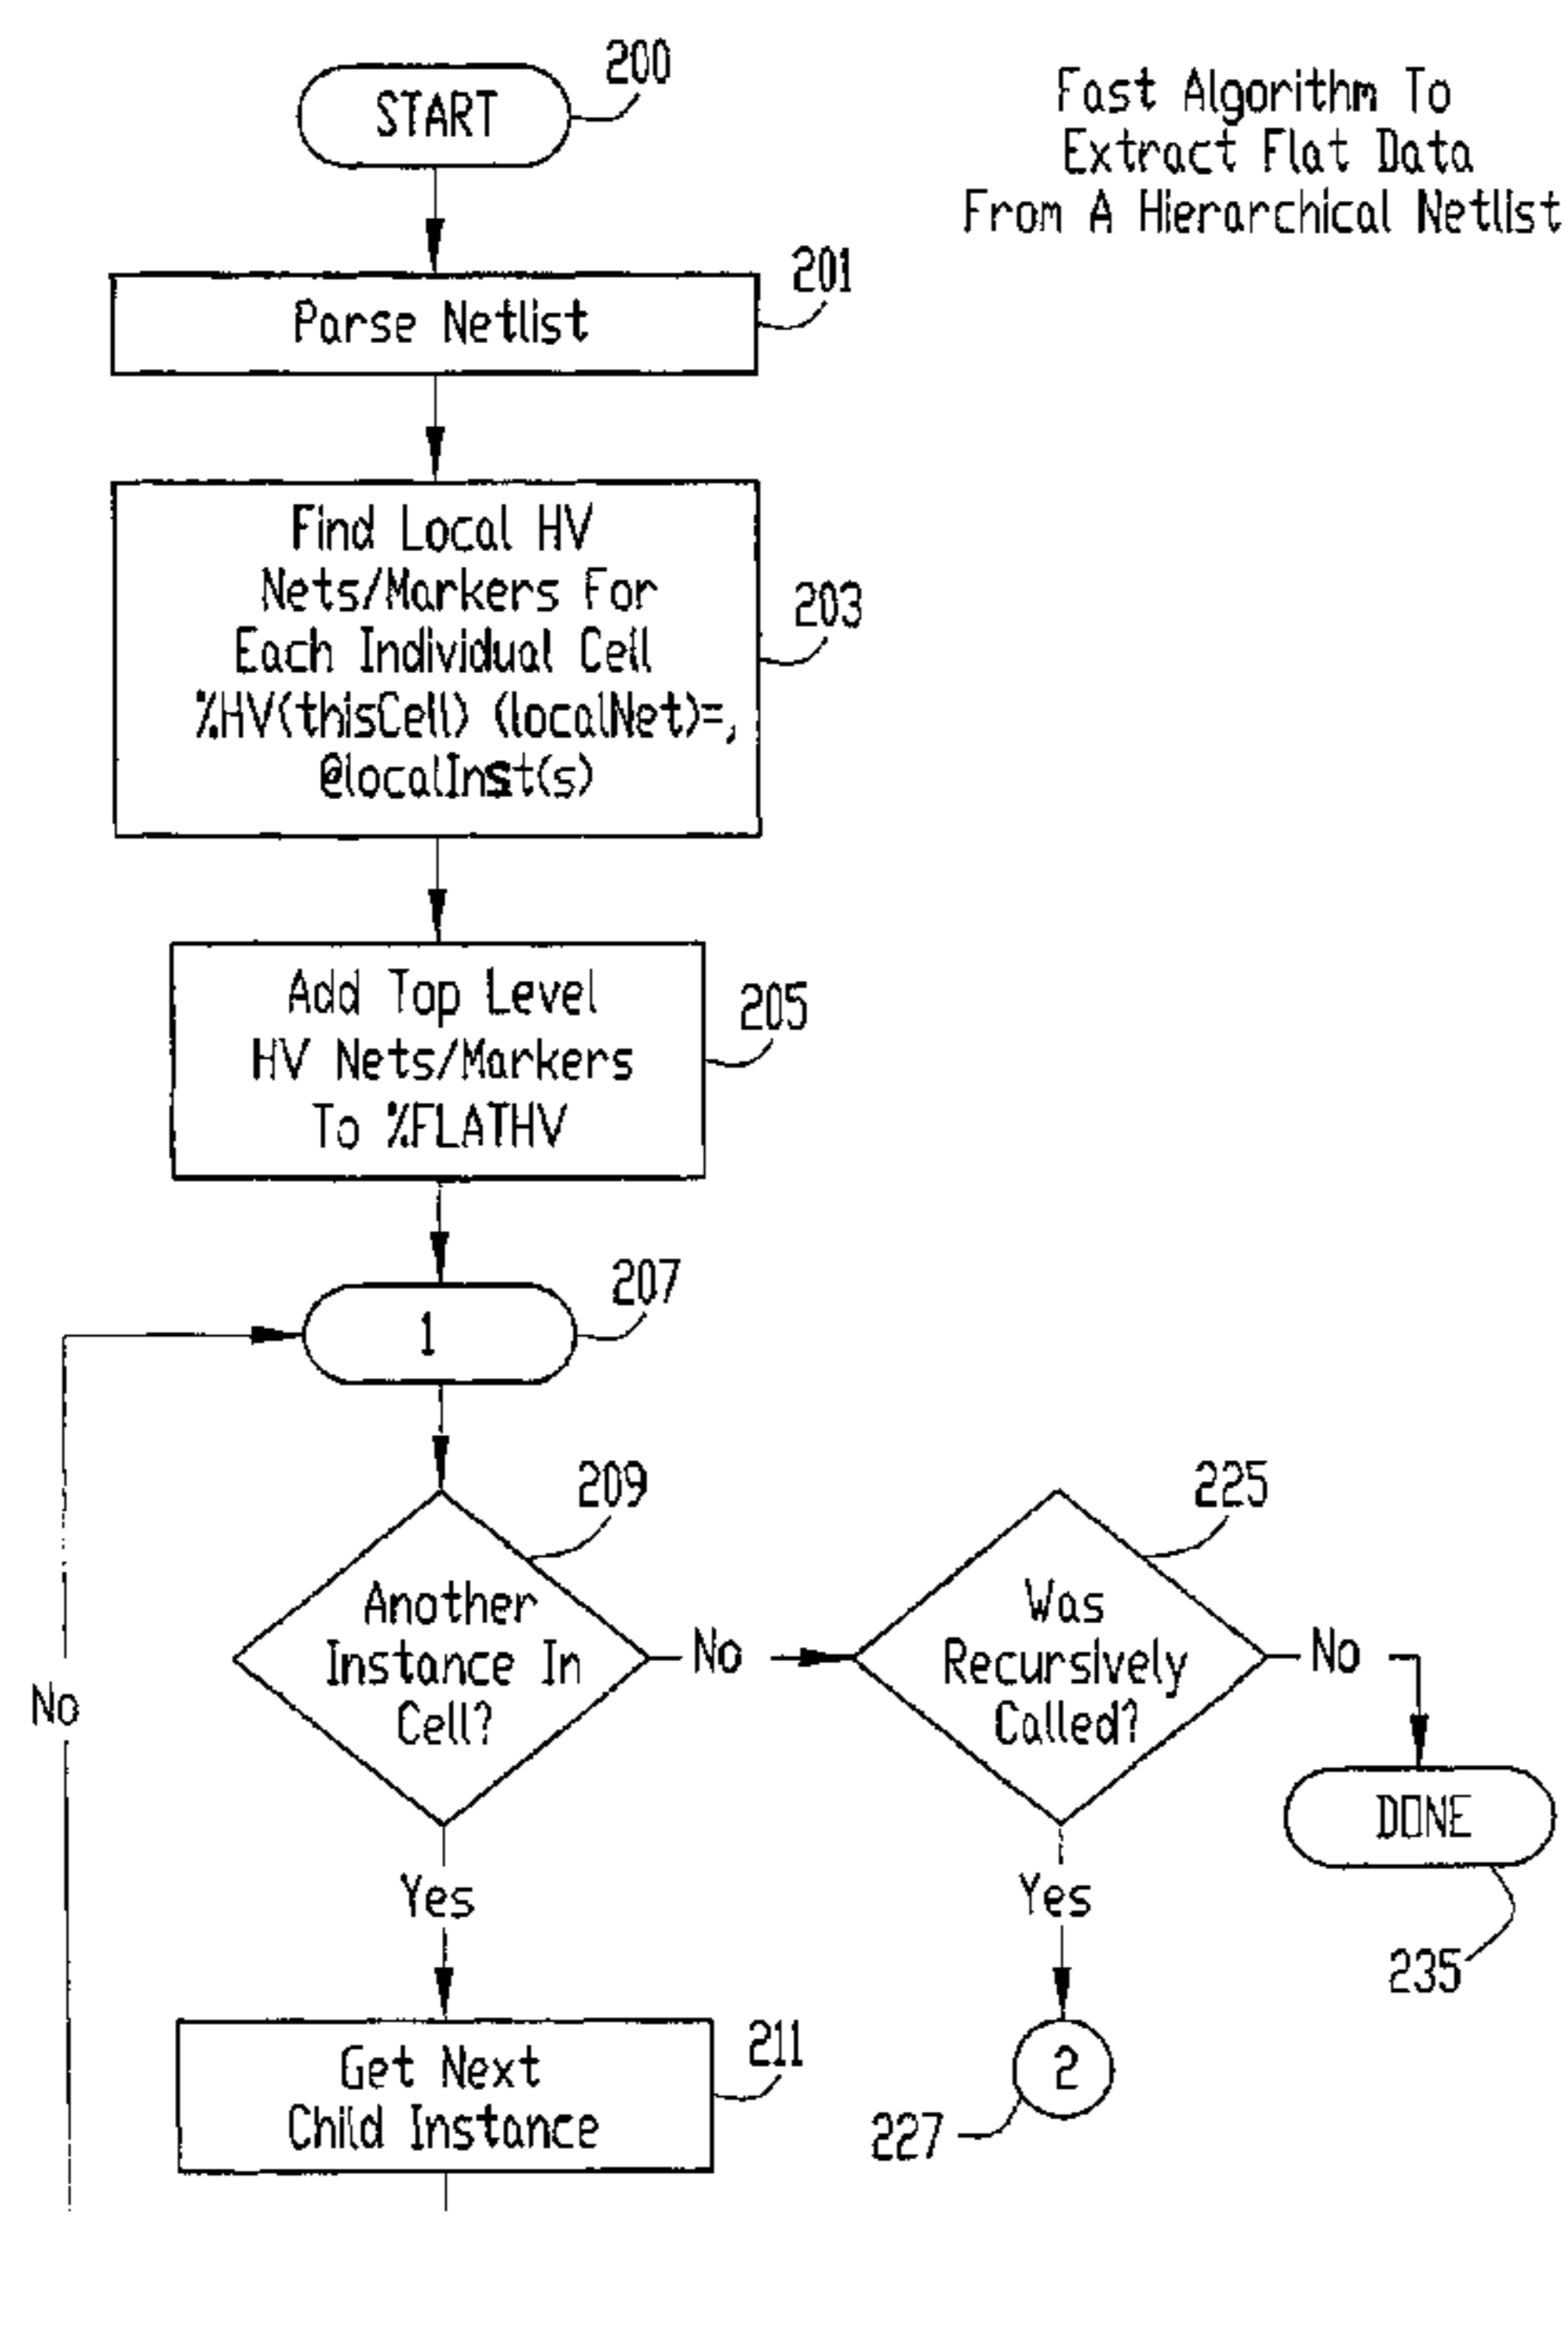 200
START
Fast Algorithm To
Extract Flat Data
From A Hierarchical Netlist
201
Parse Netlist
Find Local HV
Nets/Markers For
Each Individual Cell
%HV(thisCell) (localNet)=,
@localInst(s)
203
Add Top Level
HV Nets/Markers
To %FLATHV
205
207
1
209
Another
Instance In
Cell?
No
225
Was
Recursively
Called?
No
No
DONE
235
Yes
Yes
211
Get Next
Child Instance
2
227